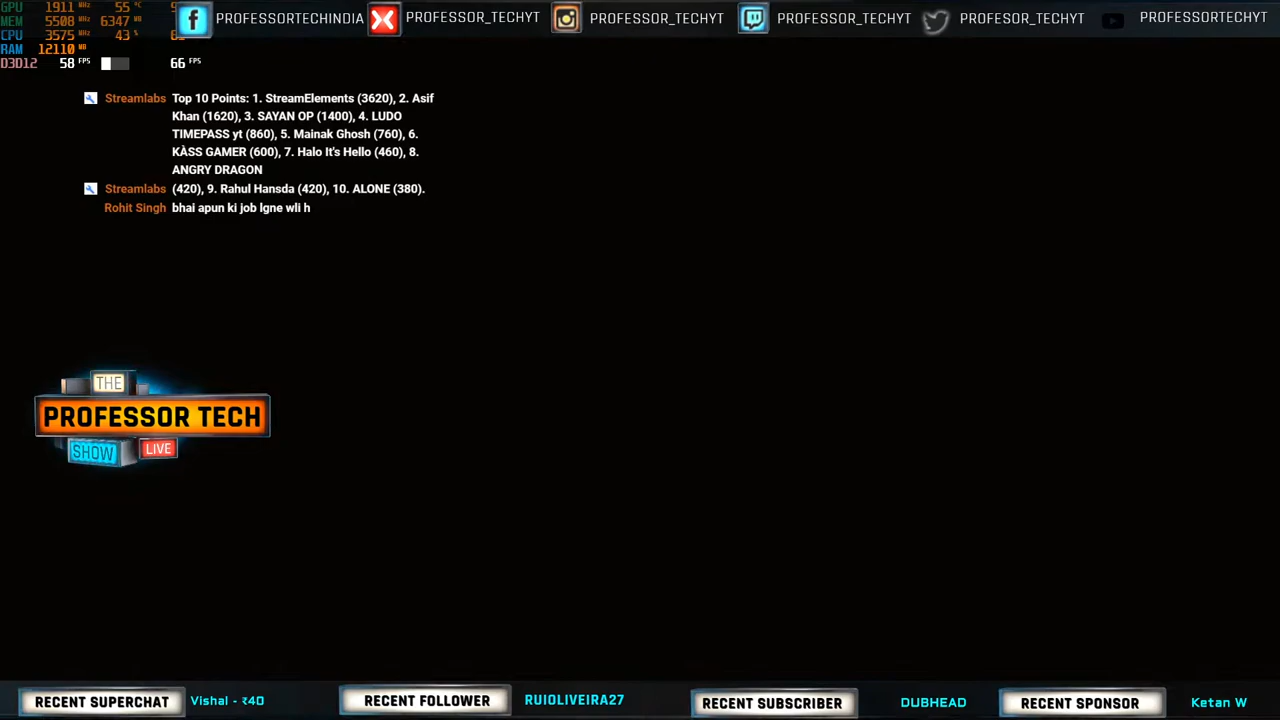 GPU 1911 MHz 55 °C
MEM 5508 MHz 6347 MB
CPU 3575 MHz 43 %
RAM 12110 MB
D3D12 58 FPS 66 FPS
PROFESSORTECHINDIA PROFESSOR_TECHYT PROFESSOR_TECHYT PROFESSOR_TECHYT PROFESOR_TECHYT PROFESSORTECHYT
Streamlabs Top 10 Points: 1. StreamElements (3620), 2. Asif
Khan (1620), 3. SAYAN OP (1400), 4. LUDO
TIMEPASS yt (860), 5. Mainak Ghosh (760), 6.
KÀSS GAMER (600), 7. Halo It's Hello (460), 8.
ANGRY DRAGON
Streamlabs (420), 9. Rahul Hansda (420), 10. ALONE (380).
Rohit Singh bhai apun ki job lgne wli h
THE
PROFESSOR TECH
SHOW LIVE
RECENT SUPERCHAT Vishal - ₹40 RECENT FOLLOWER RUIOLIVEIRA27 RECENT SUBSCRIBER DUBHEAD RECENT SPONSOR Ketan W